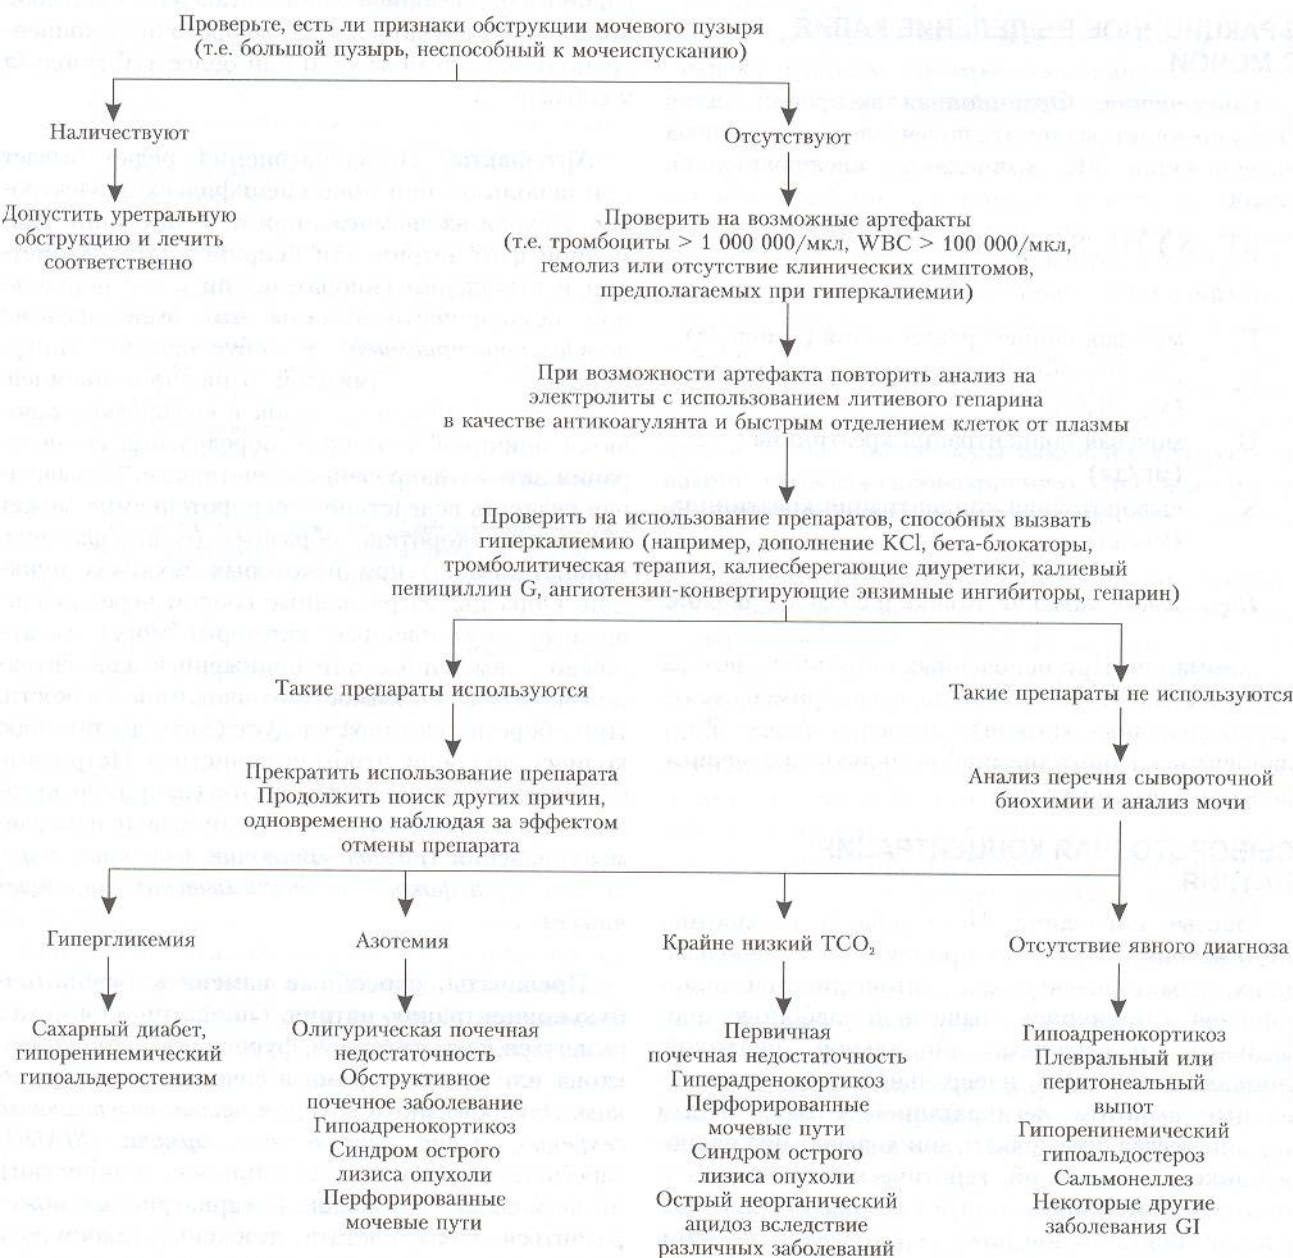 Проверьте, есть ли признаки обструкции мочевого пузыря
(т.е. большой пузырь, неспособный к мочеиспусканию)
Наличествуют
Отсутствуют
Допустить уретральную
обструкцию и лечить
соответственно
Проверить на возможные артефакты
(т.е. тромбоциты > 1 000 000/мкл, WBC > 100 000/мкл,
гемолиз или отсутствие клинических симптомов,
предполагаемых при гиперкалиемии)
При возможности артефакта повторить анализ на
электролиты с использованием литиевого гепарина
в качестве антикоагулянта и быстрым отделением клеток от плазмы
Проверить на использование препаратов, способных вызвать
гиперкалиемию (например, дополнение KCl, бета-блокаторы,
тромболитическая терапия, калиесберегающие диуретики, калиевый
пенициллин G, ангиотензин-конвертирующие энзимные ингибиторы, гепарин)
Такие препараты используются
Такие препараты не используются
Прекратить использование препарата
Продолжить поиск других причин,
одновременно наблюдая за эффектом
отмены препарата
Анализ перечня сывороточной
биохимии и анализ мочи
Гипергликемия
Азотемия
Крайне низкий TCO₂
Отсутствие явного диагноза
Сахарный диабет,
гипоренинемический
гипоальдеростенизм
Олигурическая почечная
недостаточность
Обструктивное
почечное заболевание
Гипоадренокортикоз
Синдром острого
лизиса опухоли
Перфорированные
мочевые пути
Первичная
почечная недостаточность
Гиперадренокортикоз
Перфорированные
мочевые пути
Синдром острого
лизиса опухоли
Острый неорганический
ацидоз вследствие
различных заболеваний
Гиадренокортикоз
Плевральный или
перитонеальный
выпот
Гипоренинемический
гипоальдостероз
Сальмонеллез
Некоторые другие
заболевания GI